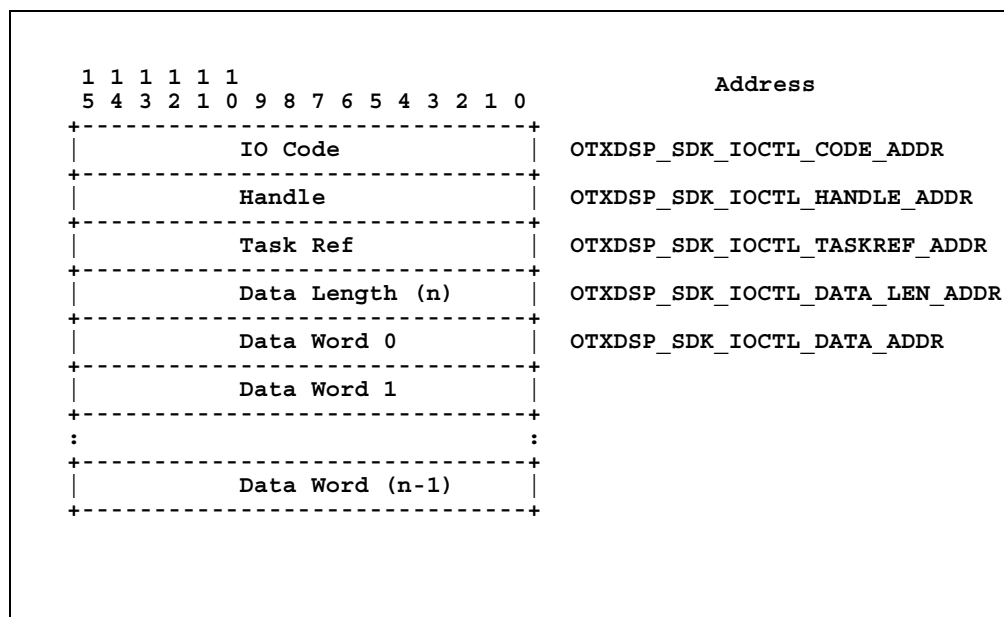 1 1 1 1 1 1
Address
5 4 3 2 1 0 9 8 7 6 5 4 3 2 1 0
+-------------------------------+
| IO Code | OTXDSP_SDK_IOCTL_CODE_ADDR
+-------------------------------+
| Handle | OTXDSP_SDK_IOCTL_HANDLE_ADDR
+-------------------------------+
| Task Ref | OTXDSP_SDK_IOCTL_TASKREF_ADDR
+-------------------------------+
| Data Length (n) | OTXDSP_SDK_IOCTL_DATA_LEN_ADDR
+-------------------------------+
| Data Word 0 | OTXDSP_SDK_IOCTL_DATA_ADDR
+-------------------------------+
| Data Word 1 |
+-------------------------------+
: :
+-------------------------------+
| Data Word (n-1) |
+-------------------------------+